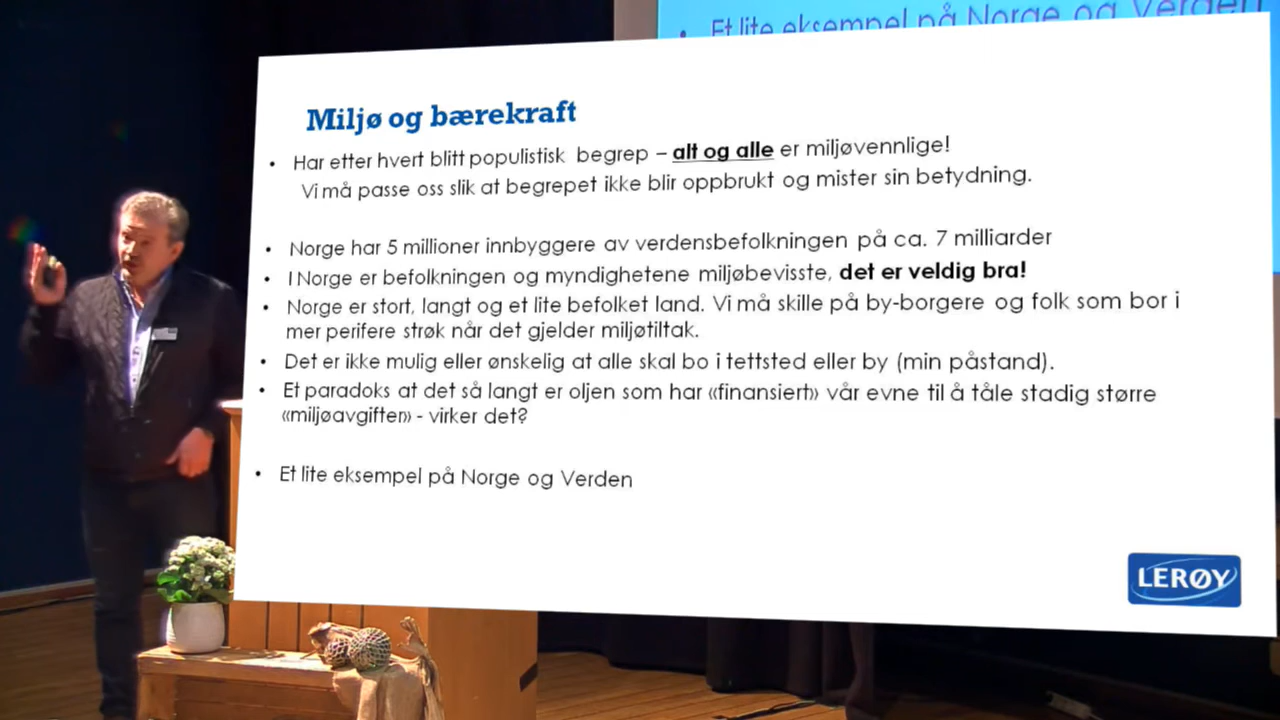 Et lite eksempel på Norge og Verden
Miljø og bærekraft
• Har etter hvert blitt populistisk begrep – alt og alle er miljøvennlige!
Vi må passe oss slik at begrepet ikke blir oppbrukt og mister sin betydning.
• Norge har 5 millioner innbyggere av verdensbefolkningen på ca. 7 milliarder
• I Norge er befolkningen og myndighetene miljøbevisste, det er veldig bra!
• Norge er stort, langt og et lite befolket land. Vi må skille på by-borgere og folk som bor i
mer perifere strøk når det gjelder miljøtiltak.
• Det er ikke mulig eller ønskelig at alle skal bo i tettsted eller by (min påstand).
• Et paradoks at det så langt er oljen som har «finansiert» vår evne til å tåle stadig større
«miljøavgifter» - virker det?
• Et lite eksempel på Norge og Verden
LERØY